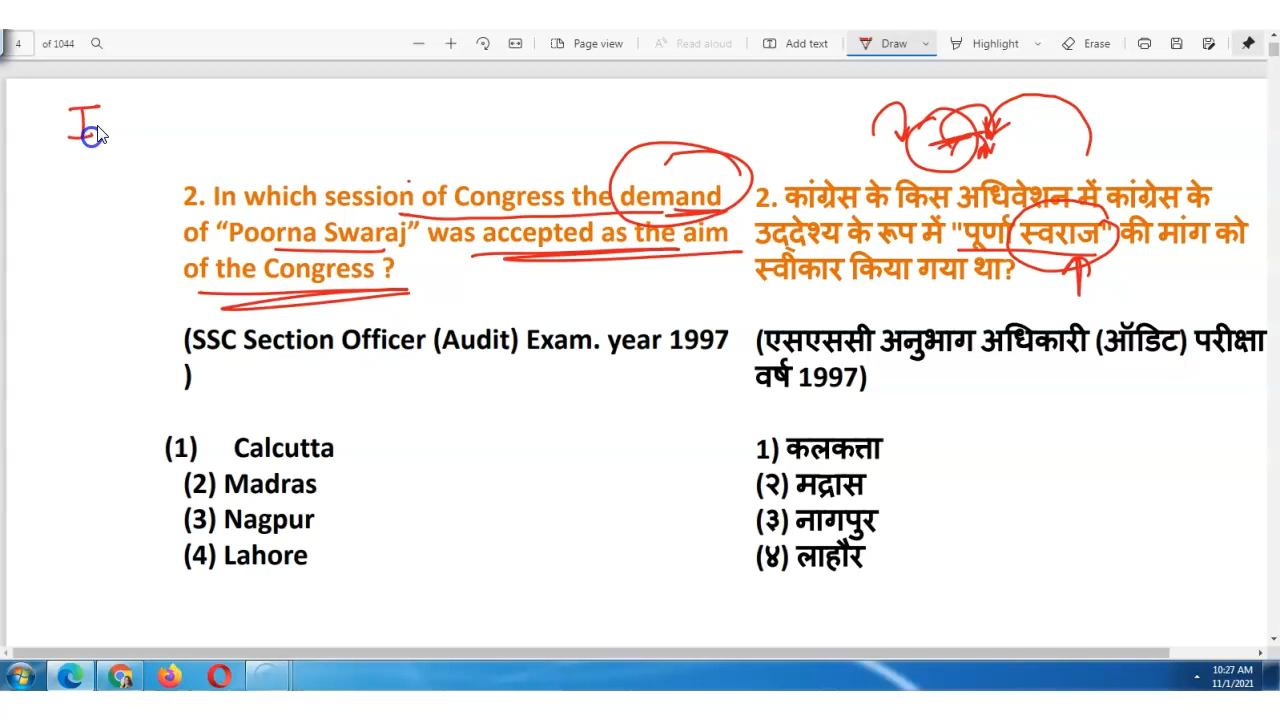 4 of 1044 Page view Read aloud Add text Draw Highlight Erase
I
2. In which session of Congress the demand
of “Poorna Swaraj” was accepted as the aim
of the Congress ?
(SSC Section Officer (Audit) Exam. year 1997
)
(1) Calcutta
(2) Madras
(3) Nagpur
(4) Lahore
2. कांग्रेस के किस अधिवेशन में कांग्रेस के
उद्देश्य के रूप में "पूर्ण स्वराज" की मांग को
स्वीकार किया गया था?
(एसएससी अनुभाग अधिकारी (ऑडिट) परीक्षा
वर्ष 1997)
1) कलकत्ता
(२) मद्रास
(३) नागपुर
(४) लाहौर
10:27 AM
11/1/2021